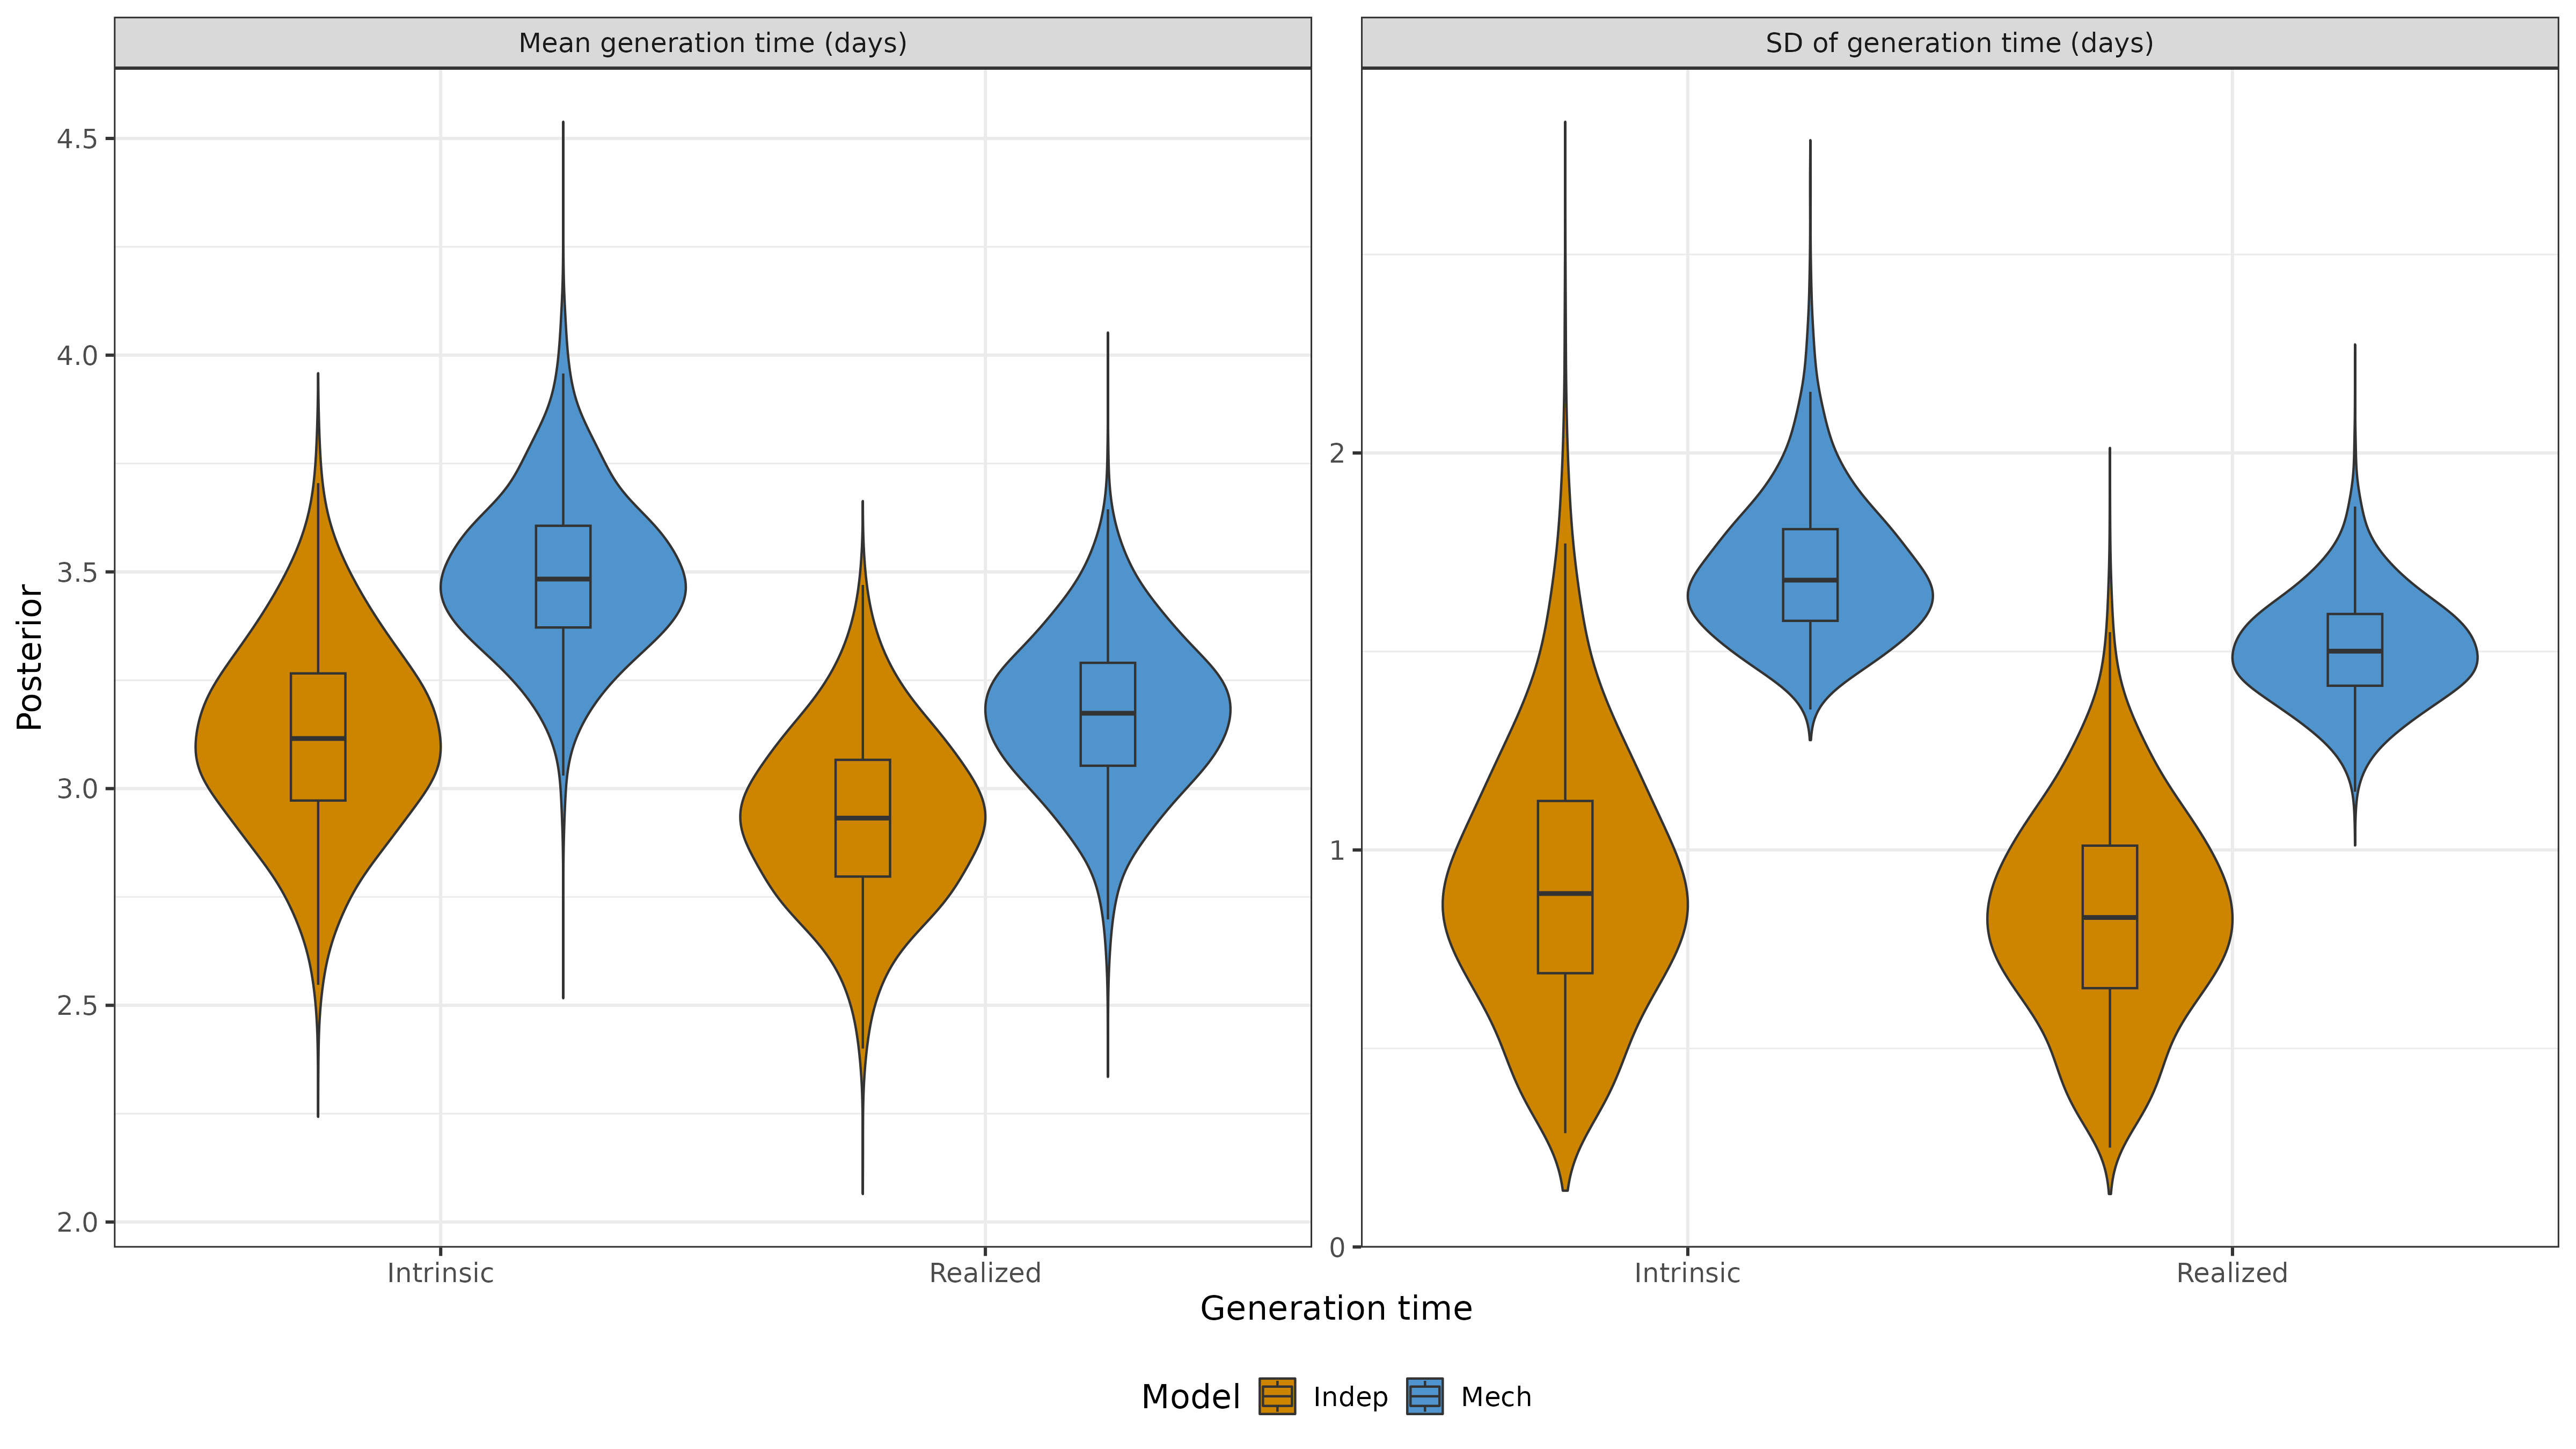 Mean generation time (days)
SD of generation time (days)
Posterior
4.5
4.0
3.5
3.0
2.5
2.0
2
1
0
Intrinsic
Realized
Intrinsic
Realized
Generation time
Model Indep Mech